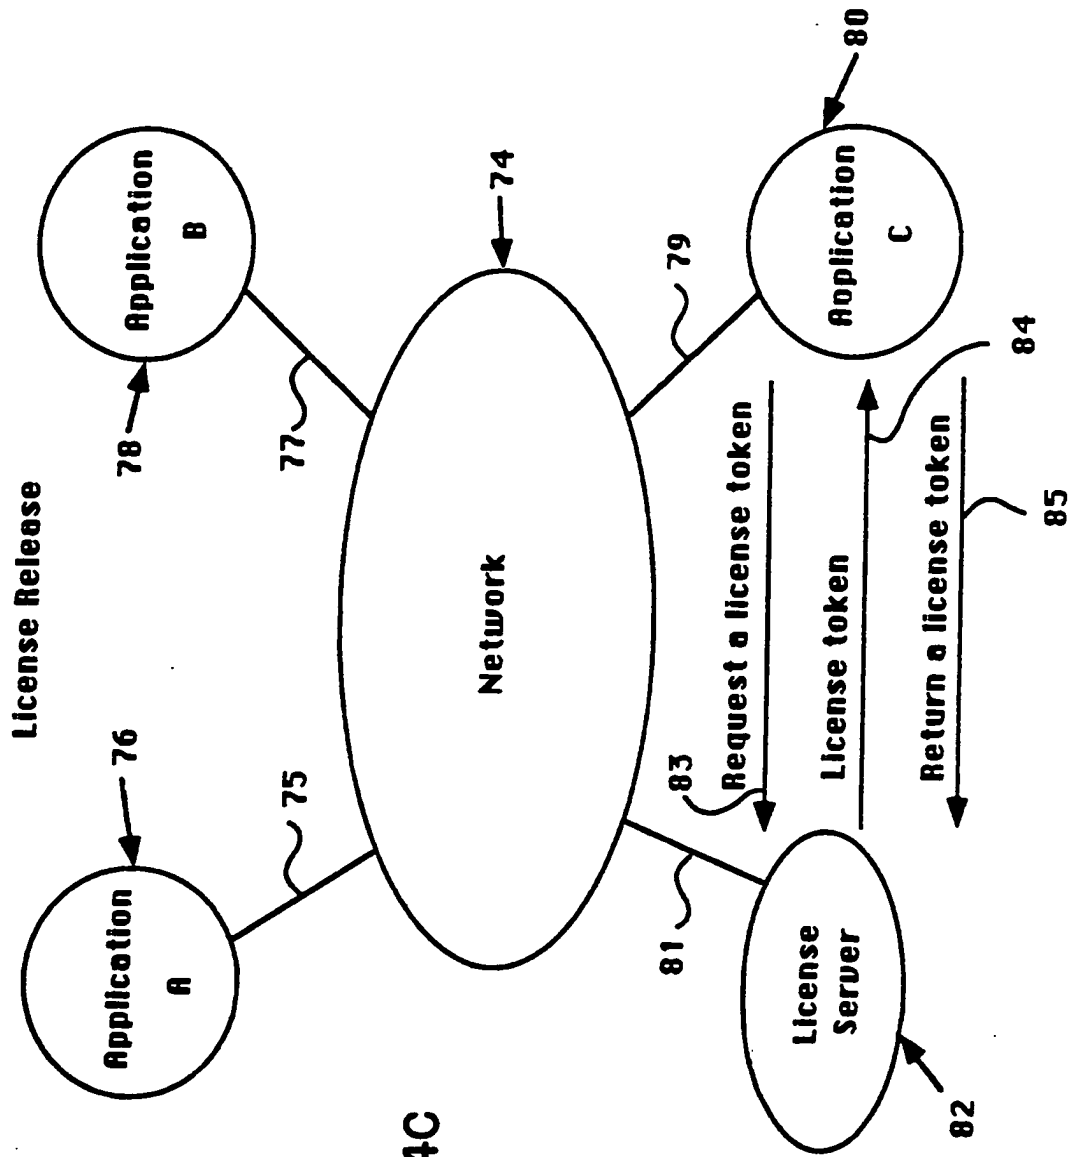 License Release
76
Application
A
75
78
Application
B
77
74
Network
79
80
Aoplication
C
81
82
License
Server
83
Request a license token
84
License token
85
Return a license token
4C